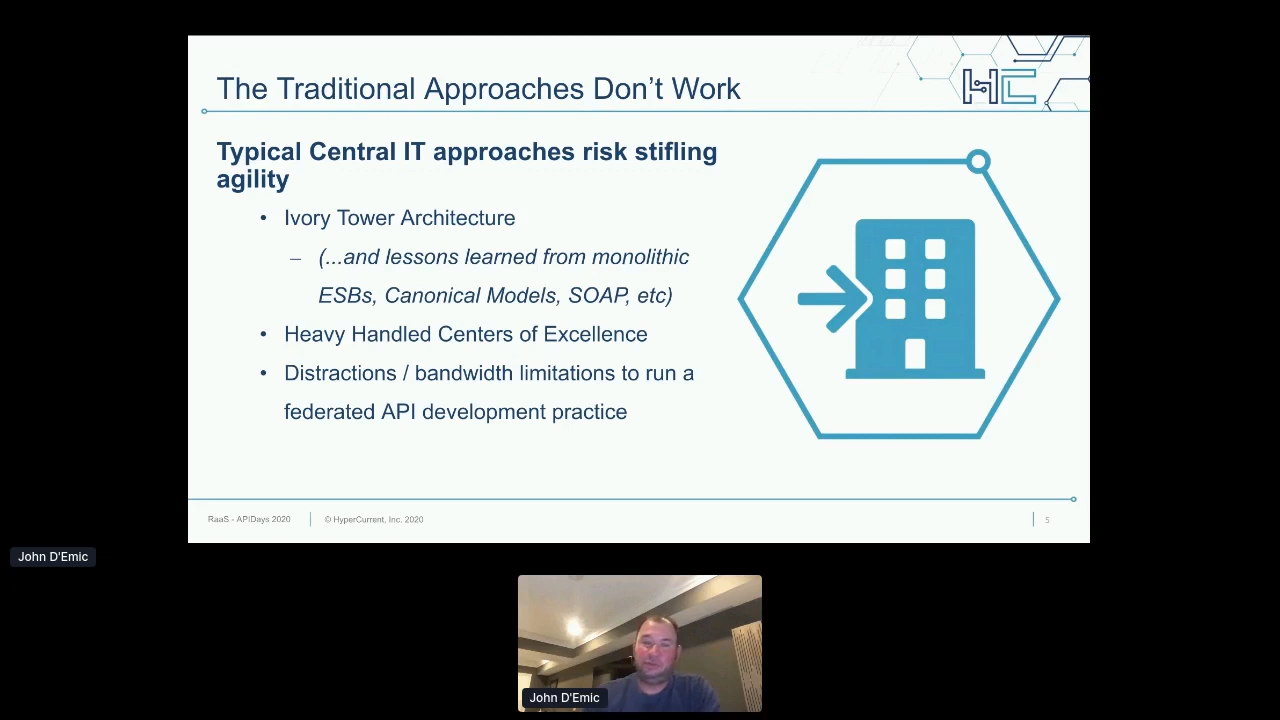 The Traditional Approaches Don’t Work
HC
Typical Central IT approaches risk stifling
agility
• Ivory Tower Architecture
– (...and lessons learned from monolithic
ESBs, Canonical Models, SOAP, etc)
• Heavy Handled Centers of Excellence
• Distractions / bandwidth limitations to run a
federated API development practice
RaaS - APIDays 2020
© HyperCurrent, Inc. 2020
5
John D'Emic
John D'Emic